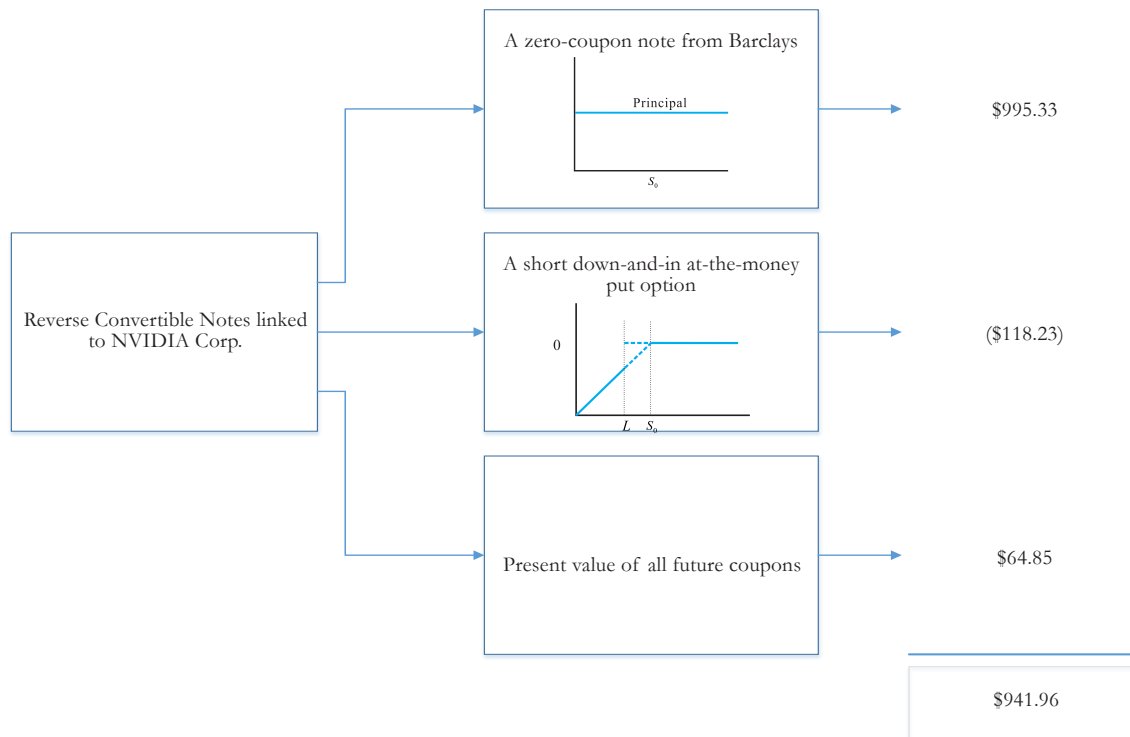 A zero-coupon note from Barclays
Principal
S₀
$995.33
Reverse Convertible Notes linked
to NVIDIA Corp.
A short down-and-in at-the-money
put option
0
L S₀
($118.23)
Present value of all future coupons
$64.85
$941.96